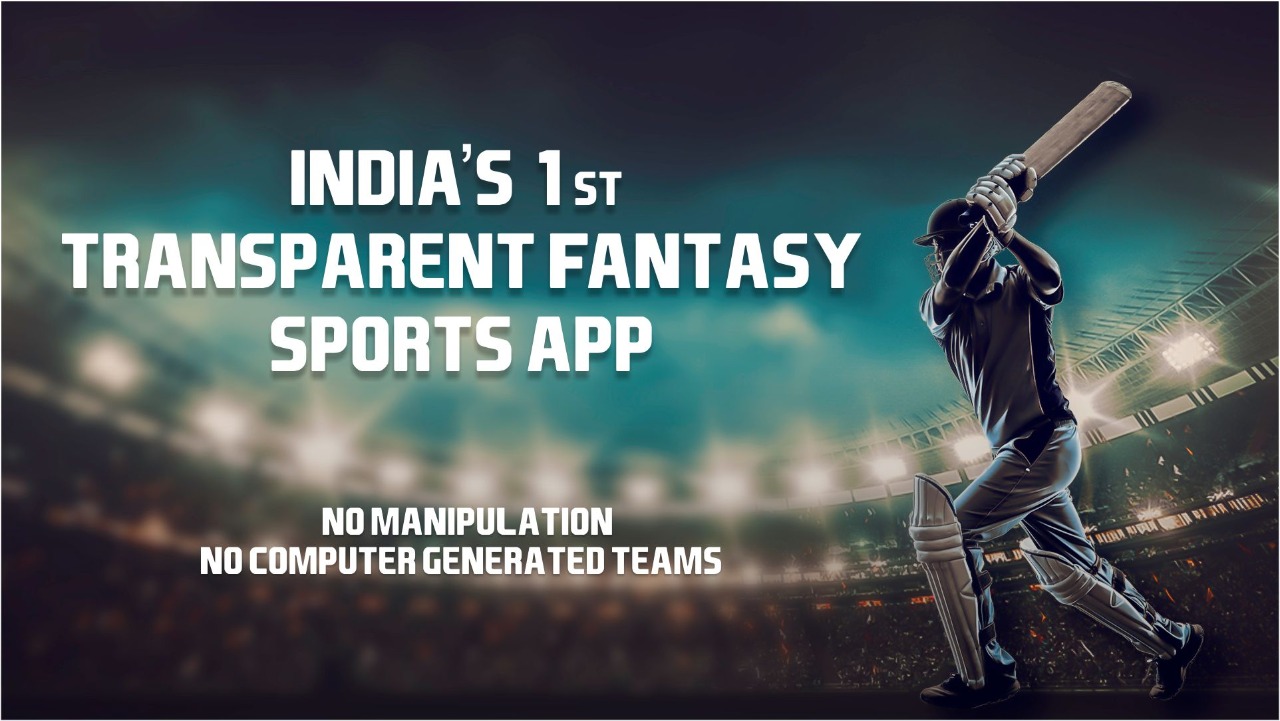 INDIA'S 1ST
TRANSPARENT FANTASY
SPORTS APP
NO MANIPULATION
NO COMPUTER GENERATED TEAMS